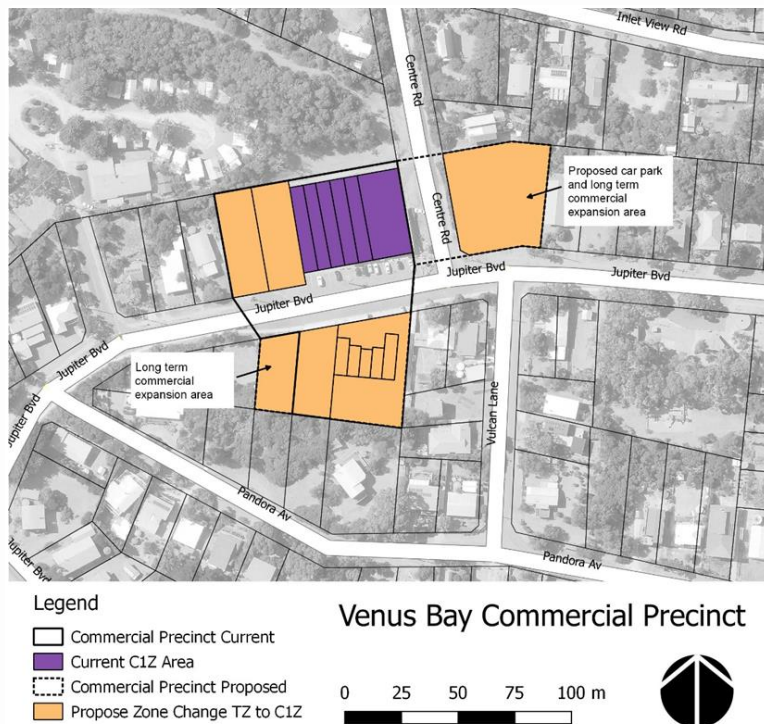 Inlet View Rd
Centre Rd
Proposed car park
and long term
commercial
expansion area
Centre Rd
Jupiter Bvd
Jupiter Bvd
Jupiter Bvd
Long term
commercial
expansion area
Jupiter Bvd
Jupiter Bvd
Vulcan Lane
Pandora Av
Pandora Av
Jupiter Bvd
Legend
Commercial Precinct Current
Current C1Z Area
Commercial Precinct Proposed
Propose Zone Change TZ to C1Z
Venus Bay Commercial Precinct
0 25 50 75 100 m